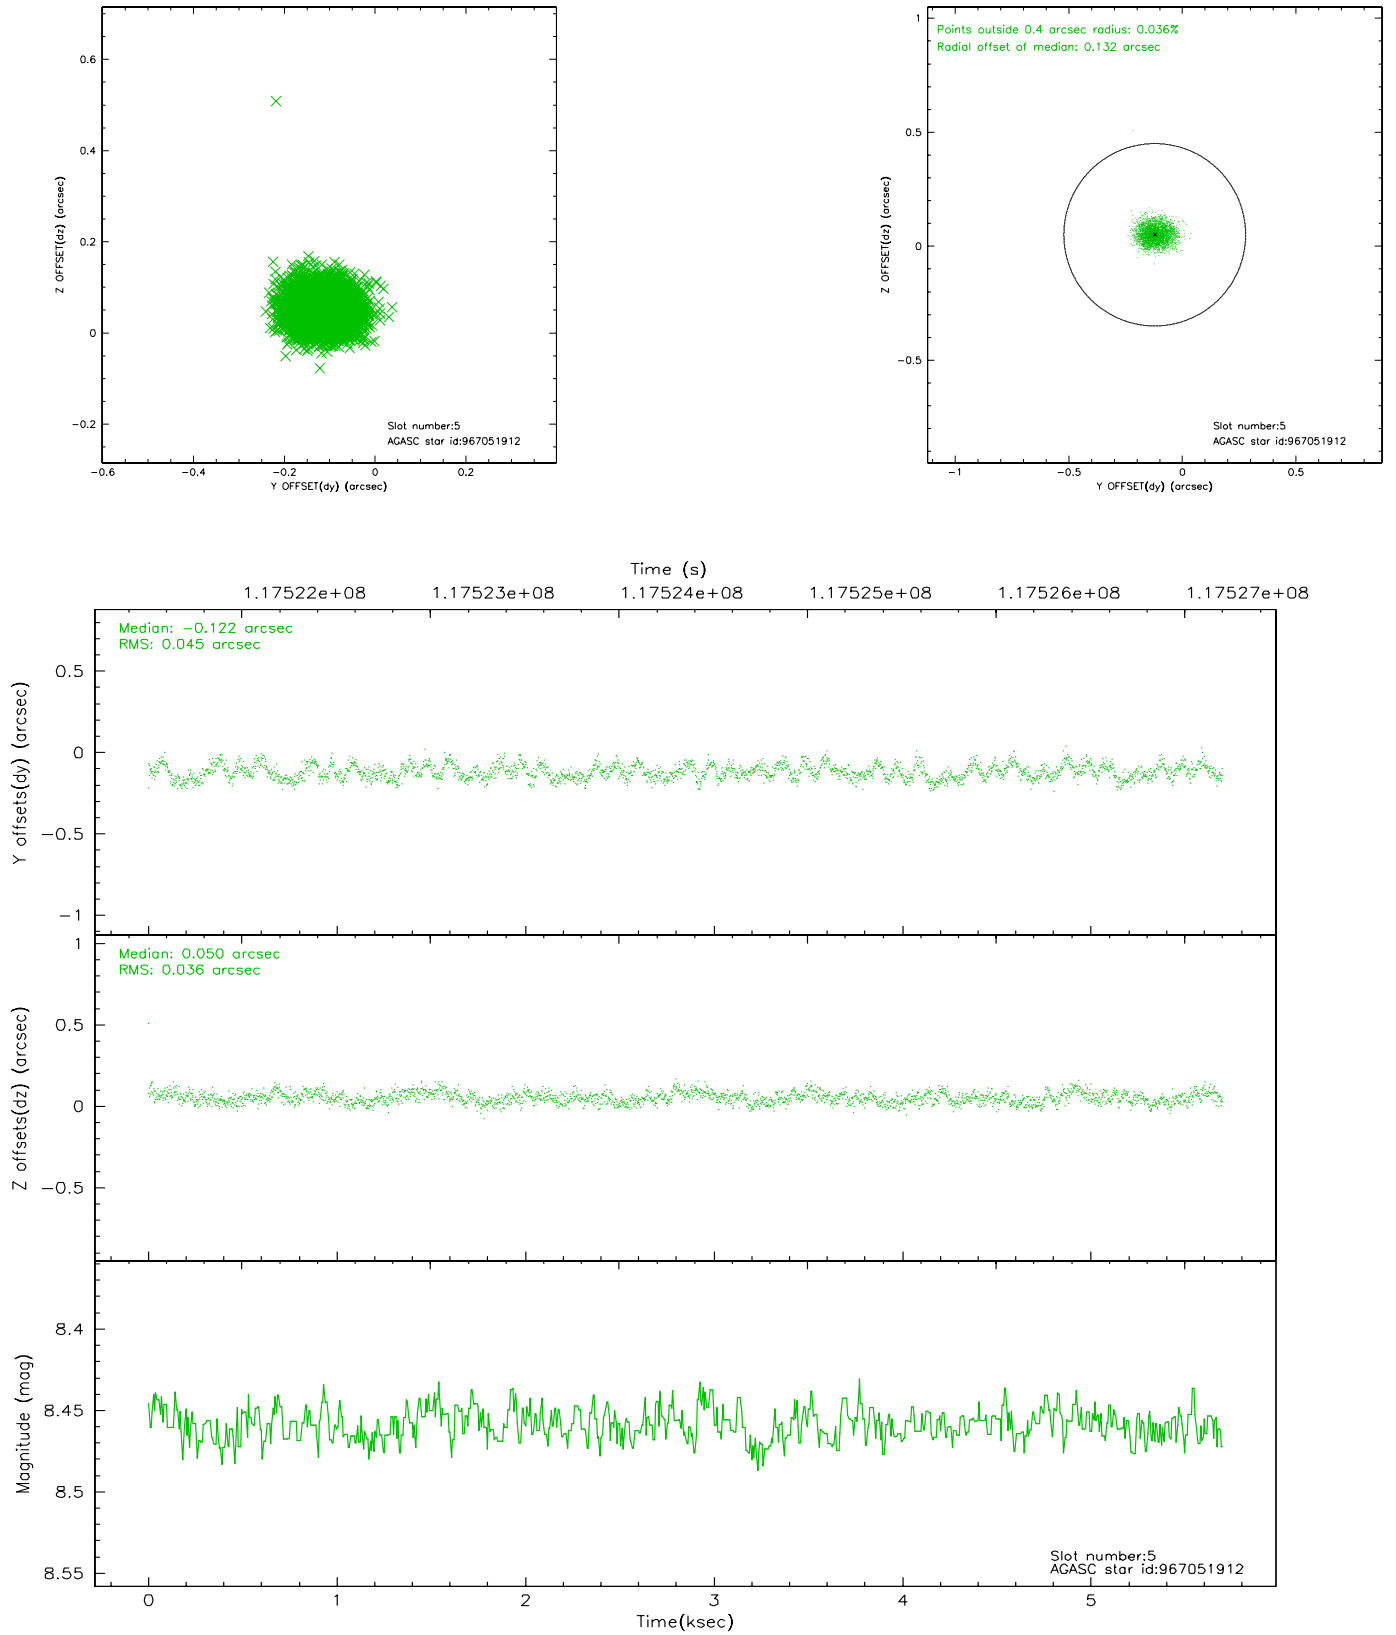 0.6
0.4
0.2
0
−0.2
−0.6
−0.4
−0.2
0
0.2
Z OFFSET(dz) (arcsec)
Y OFFSET(dy) (arcsec)
Slot number:5
AGASC star id:967051912
Points outside 0.4 arcsec radius: 0.036%
Radial offset of median: 0.132 arcsec
1
0.5
0
−0.5
−1
−0.5
0
0.5
Z OFFSET(dz) (arcsec)
Y OFFSET(dy) (arcsec)
Slot number:5
AGASC star id:967051912
Time (s)
1.17522e+08 1.17523e+08 1.17524e+08 1.17525e+08 1.17526e+08 1.17527e+08
Median: −0.122 arcsec
RMS: 0.045 arcsec
0.5
0
−0.5
−1
Y offsets(dy) (arcsec)
Median: 0.050 arcsec
RMS: 0.036 arcsec
1
0.5
0
−0.5
Z offsets(dz) (arcsec)
8.4
8.45
8.5
8.55
Magnitude (mag)
Slot number:5
AGASC star id:967051912
0 1 2 3 4 5
Time(ksec)